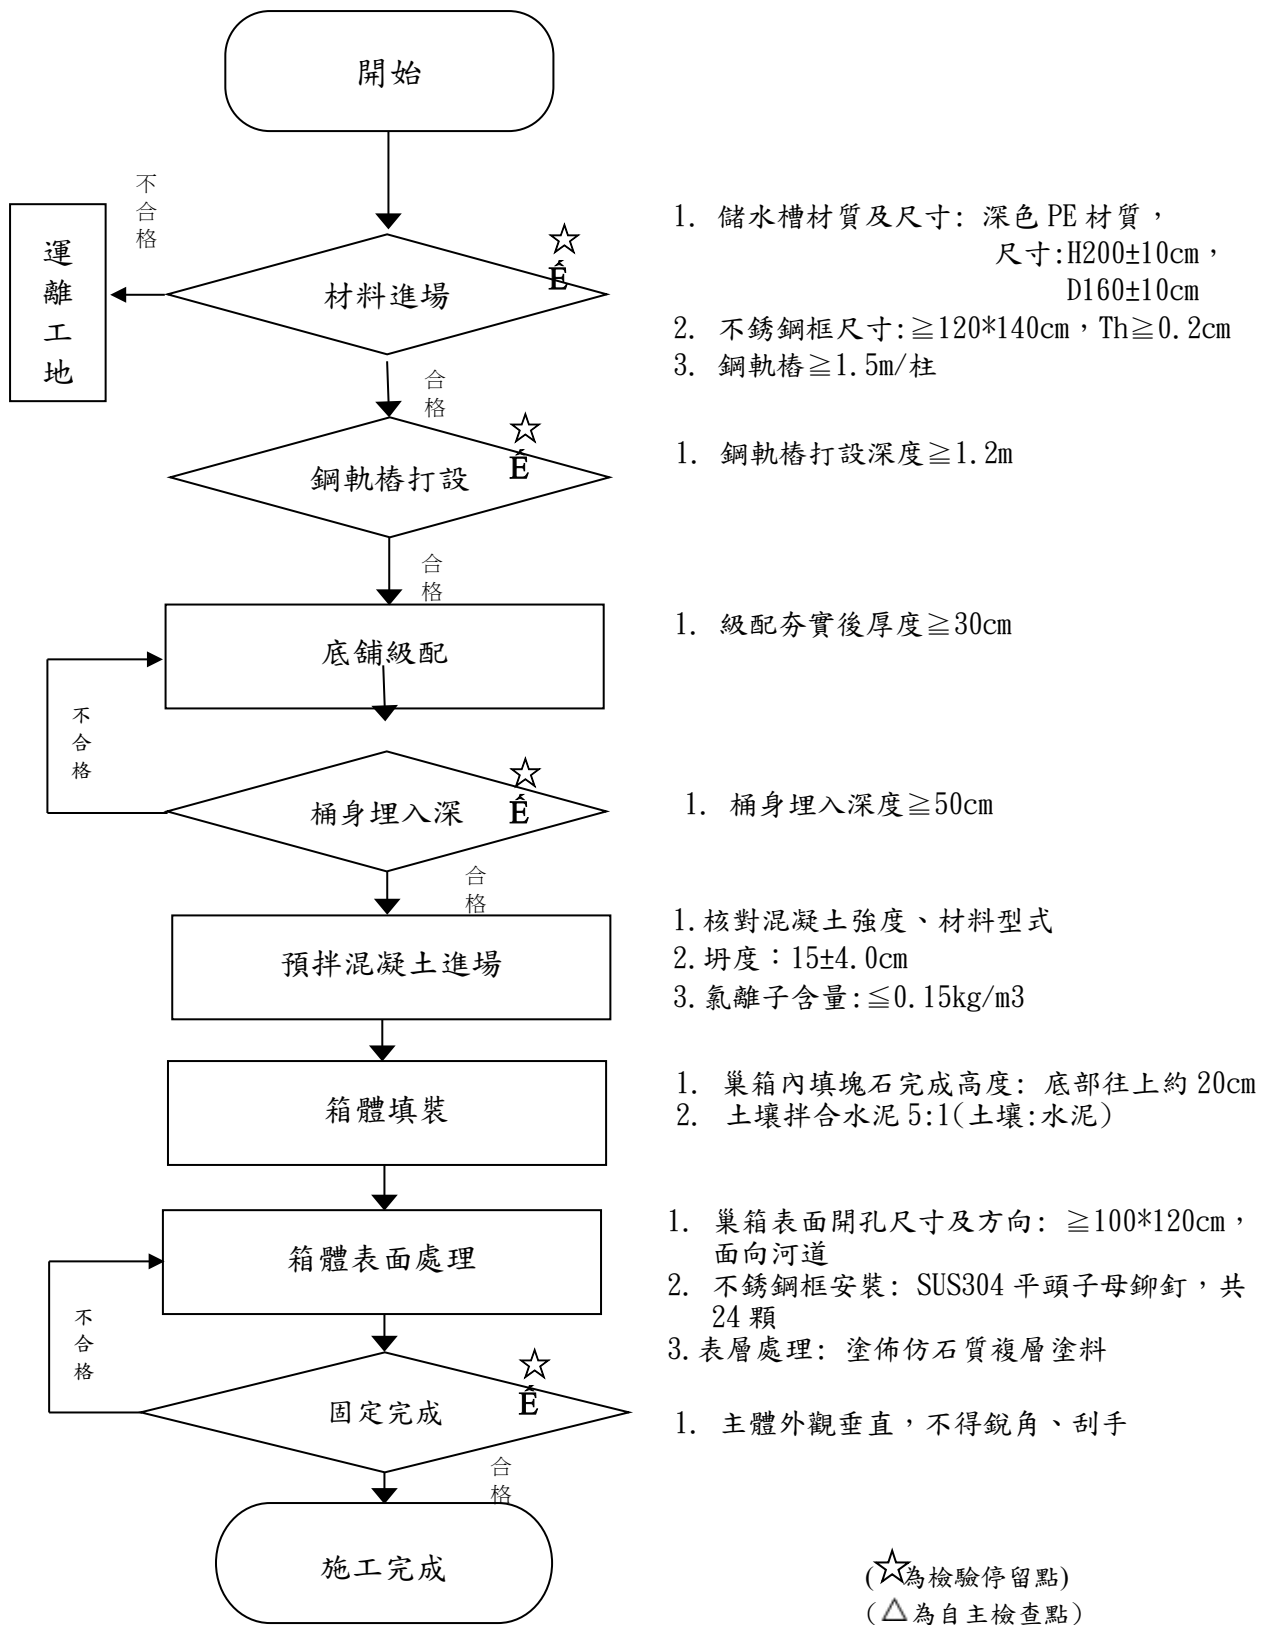 開始
不合格
運離工地
☆
É
材料進場
1. 儲水槽材質及尺寸: 深色 PE 材質，
尺寸:H200±10cm，
D160±10cm
2. 不銹鋼框尺寸:≧120*140cm，Th≧0.2cm
3. 鋼軌樁≧1.5m/柱
合格
☆
É
鋼軌樁打設
1. 鋼軌樁打設深度≧1.2m
合格
底舖級配
1. 級配夯實後厚度≧30cm
不合格
☆
É
桶身埋入深
1. 桶身埋入深度≧50cm
合格
預拌混凝土進場
1.核對混凝土強度、材料型式
2.坍度：15±4.0cm
3.氯離子含量:≦0.15kg/m3
箱體填裝
1. 巢箱內填塊石完成高度: 底部往上約 20cm
2. 土壤拌合水泥 5:1(土壤:水泥)
箱體表面處理
1. 巢箱表面開孔尺寸及方向: ≧100*120cm，
面向河道
2. 不銹鋼框安裝: SUS304 平頭子母鉚釘，共
24 顆
3.表層處理: 塗佈仿石質複層塗料
不合格
☆
É
固定完成
1. 主體外觀垂直，不得銳角、刮手
合格
施工完成
(☆為檢驗停留點)
(△為自主檢查點)